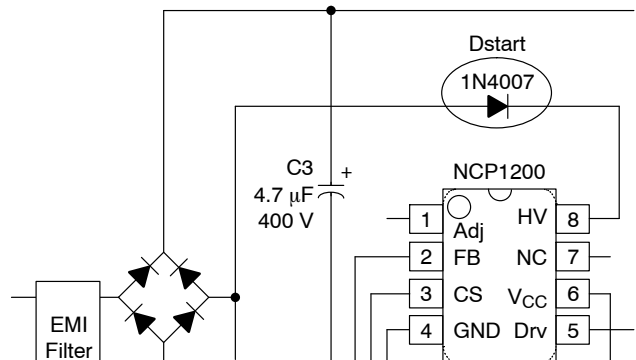 Dstart
1N4007
C3
+
4.7 μF
400 V
NCP1200
1
Adj
HV
8
2
FB
NC
7
3
CS
VCC
6
4
GND
Drv
5
EMI
Filter